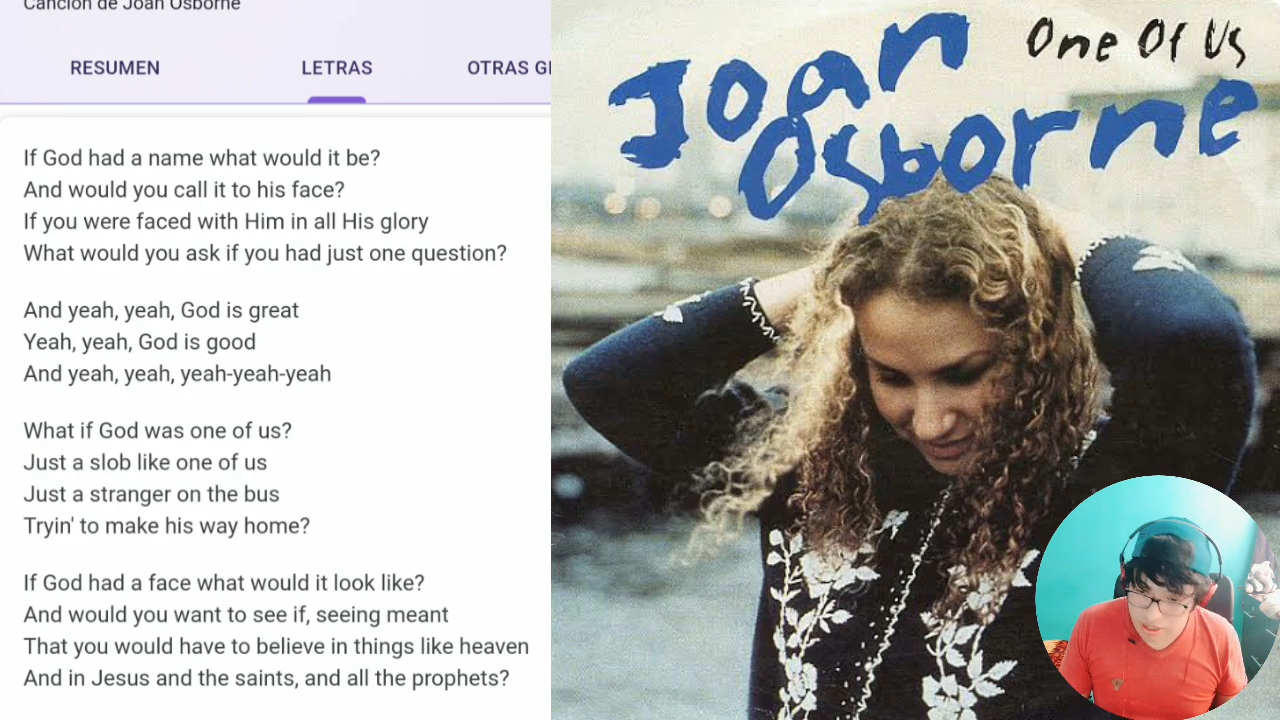 Canción de Joan Osborne
RESUMEN
LETRAS
OTRAS
If God had a name what would it be?
And would you call it to his face?
If you were faced with Him in all His glory
What would you ask if you had just one question?
And yeah, yeah, God is great
Yeah, yeah, God is good
And yeah, yeah, yeah-yeah-yeah
What if God was one of us?
Just a slob like one of us
Just a stranger on the bus
Tryin' to make his way home?
If God had a face what would it look like?
And would you want to see if, seeing meant
That you would have to believe in things like heaven
And in Jesus and the saints, and all the prophets?
One Of Us
Joan
Osborne